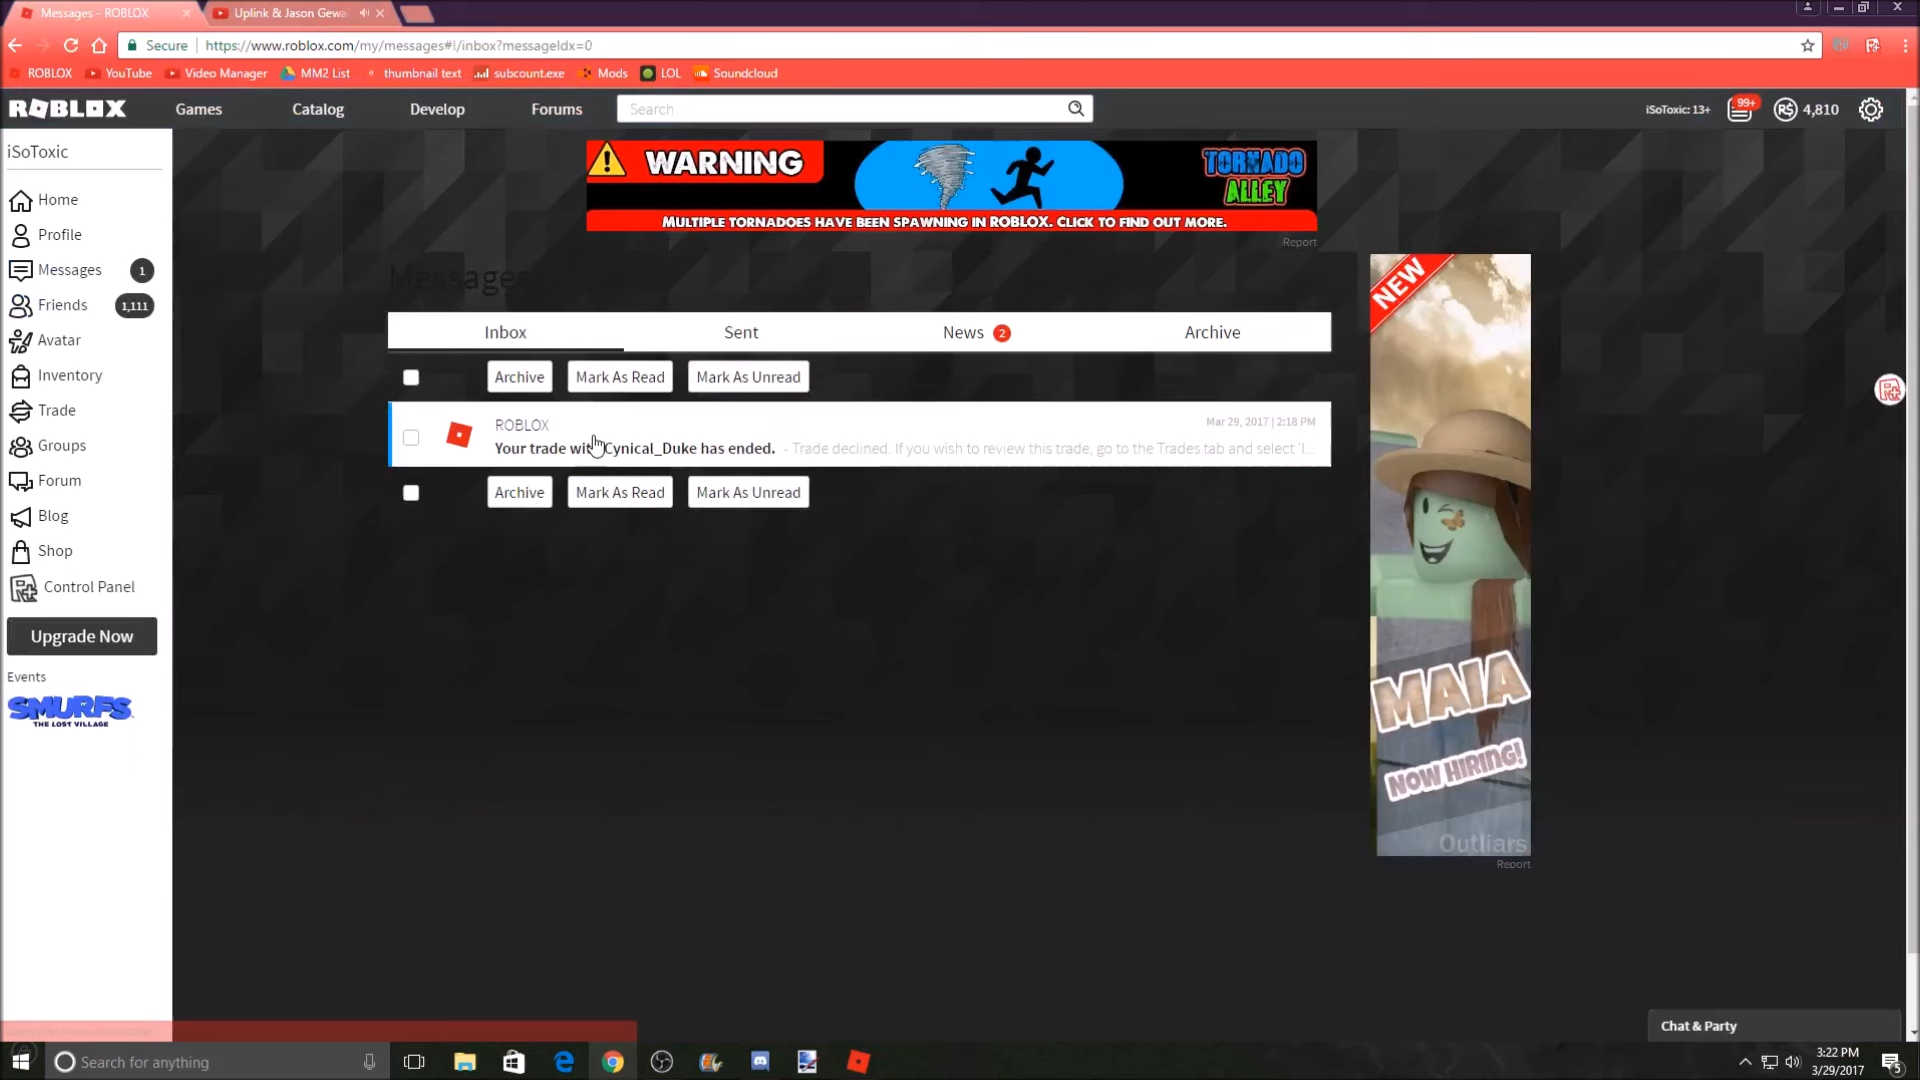 Messages - ROBLOX
Uplink & Jason Gewa
Secure
https://www.roblox.com/my/messages#!/inbox?messageIdx=0
ROBLOX
YouTube
Video Manager
MM2 List
thumbnail text
subcount.exe
Mods
LOL
Soundcloud
ROBLOX
Games
Catalog
Develop
Forums
Search
iSoToxic: 13+
99+
R$
4,810
iSoToxic
Home
Profile
Messages
1
Friends
1,111
Avatar
Inventory
Trade
Groups
Forum
Blog
Shop
Control Panel
Upgrade Now
Events
SMURFS
THE LOST VILLAGE
WARNING
TORNADO
ALLEY
MULTIPLE TORNADOES HAVE BEEN SPAWNING IN ROBLOX. CLICK TO FIND OUT MORE.
Report
Messages
Inbox
Sent
News
2
Archive
Archive
Mark As Read
Mark As Unread
ROBLOX
Mar 29, 2017 | 2:18 PM
Your trade with Cynical_Duke has ended.
- Trade declined. If you wish to review this trade, go to the Trades tab and select 'I...
Archive
Mark As Read
Mark As Unread
NEW
MAIA
NOW HIRING!
Outliars
Report
Chat & Party
Search for anything
3:22 PM
3/29/2017
5